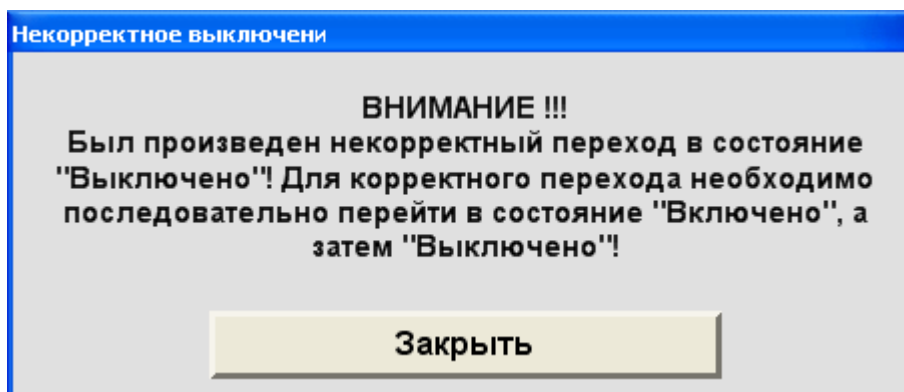 Некорректное выключени
ВНИМАНИЕ !!!
Был произведен некорректный переход в состояние
"Выключено"! Для корректного перехода необходимо
последовательно перейти в состояние "Включено", а
затем "Выключено"!
Закрыть